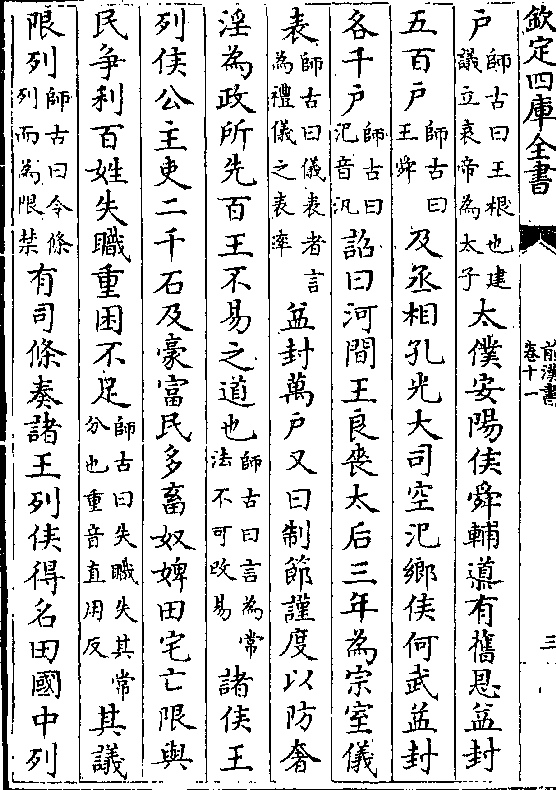 欽定四庫全書
前漢書
卷十一
三
户師古曰王根也建議立哀帝為太子太僕安陽侯舜輔導有舊恩益封
五百户師古曰王舜及丞相孔光大司空氾鄉侯何武益封
各千户師古曰氾音汎詔曰河間王良喪太后三年為宗室儀
表師古曰儀表者言為禮儀之表率益封萬户又曰制節謹度以防奢
淫為政所先百王不易之道也師古曰言為常法不可改易諸侯王
列侯公主吏二千石及豪富民多畜奴婢田宅亡限與
民爭利百姓失職重困不足師古曰失職失其常分也重音直用反其議
限列師古曰令條列而為限禁有司條奏諸王列侯得名田國中列